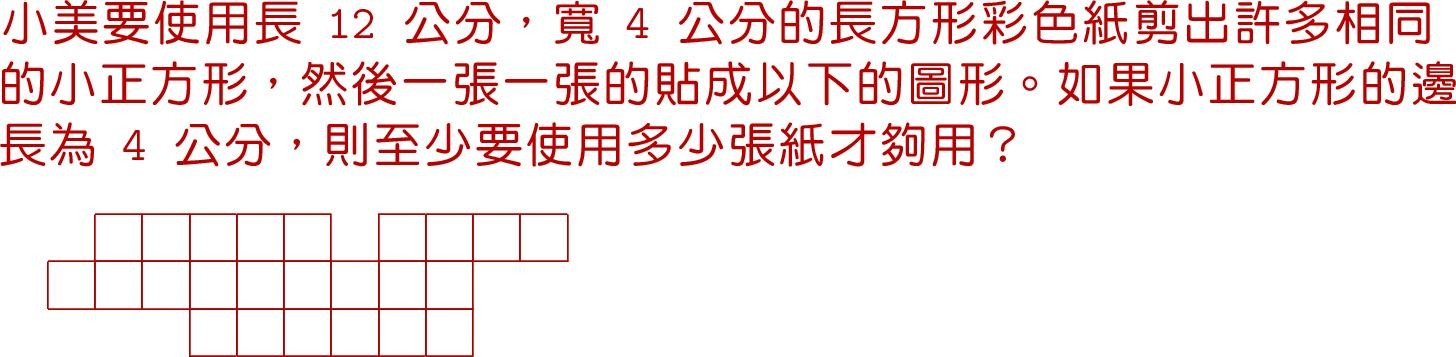 小美要使用長 12 公分，寬 4 公分的長方形彩色紙剪出許多相同
的小正方形，然後一張一張的貼成以下的圖形。如果小正方形的邊
長為 4 公分，則至少要使用多少張紙才夠用？